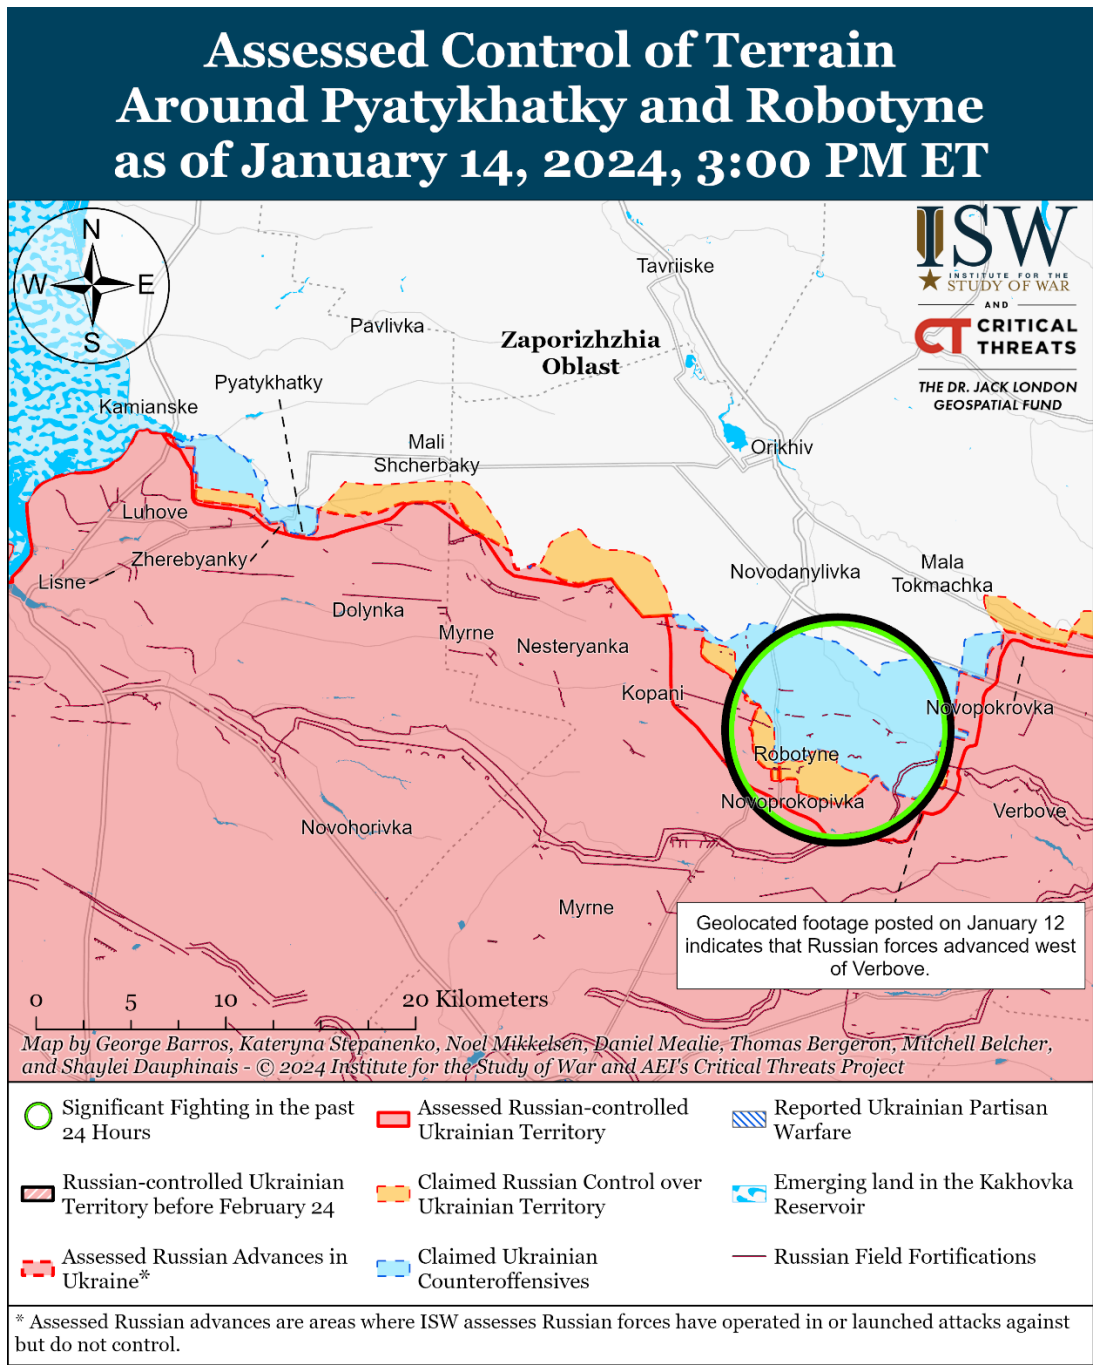 Assessed Control of Terrain
Around Pyatykhatky and Robotyne
as of January 14, 2024, 3:00 PM ET
N
W
E
S
ISW
INSTITUTE FOR THE
STUDY OF WAR
AND
CT CRITICAL
THREATS
THE DR. JACK LONDON
GEOSPATIAL FUND
Tavriiske
Pavlivka
Zaporizhzhia
Oblast
Pyatykhatky
Kamianske
Mali
Shcherbaky
Orikhiv
Luhove
Zherebyanky
Lisne
Dolynka
Novodanylivka
Mala
Tokmachka
Myrne
Nesteryanka
Kopani
Novopokrovka
Robotyne
Novoprokopivka
Verbove
Novohorivka
Myrne
Geolocated footage posted on January 12
indicates that Russian forces advanced west
of Verbove.
0 5 10 20 Kilometers
Map by George Barros, Kateryna Stepanenko, Noel Mikkelsen, Daniel Mealie, Thomas Bergeron, Mitchell Belcher,
and Shaylei Dauphinais - © 2024 Institute for the Study of War and AEI's Critical Threats Project
Significant Fighting in the past
24 Hours
Russian-controlled Ukrainian
Territory before February 24
Assessed Russian Advances in
Ukraine*
Assessed Russian-controlled
Ukrainian Territory
Claimed Russian Control over
Ukrainian Territory
Claimed Ukrainian
Counteroffensives
Reported Ukrainian Partisan
Warfare
Emerging land in the Kakhovka
Reservoir
Russian Field Fortifications
* Assessed Russian advances are areas where ISW assesses Russian forces have operated in or launched attacks against
but do not control.